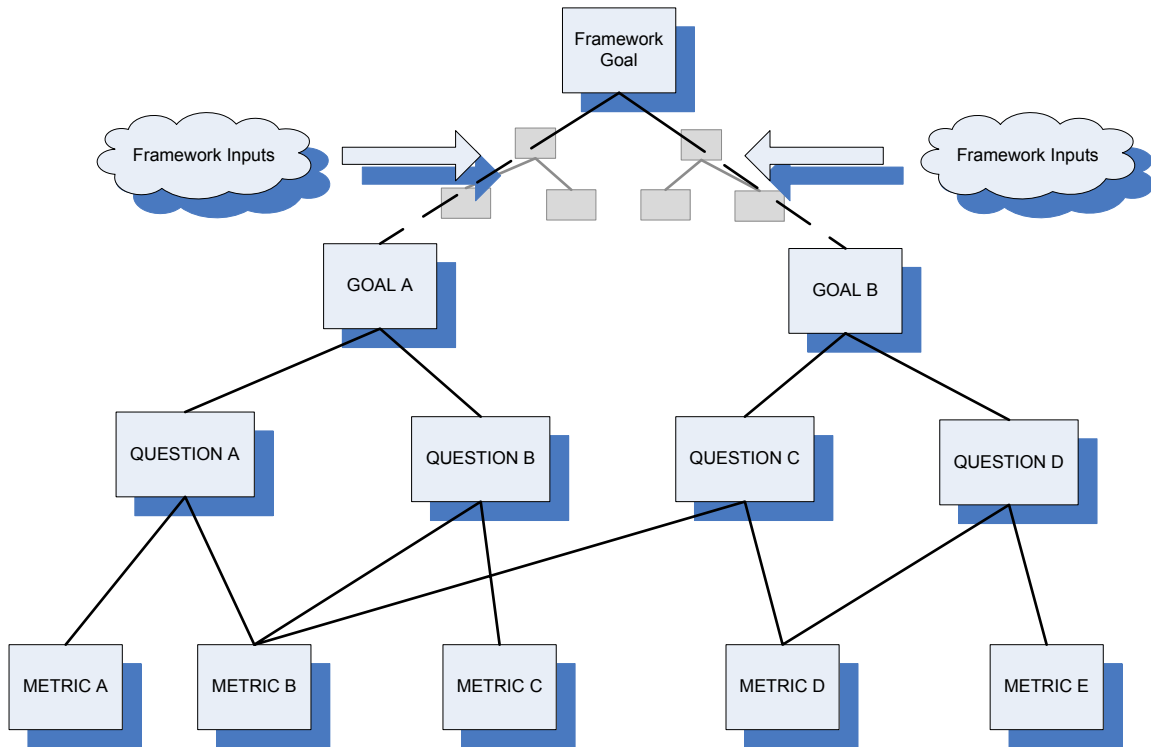 Framework
Goal
Framework Inputs
Framework Inputs
GOAL A
GOAL B
QUESTION A
QUESTION B
QUESTION C
QUESTION D
METRIC A
METRIC B
METRIC C
METRIC D
METRIC E